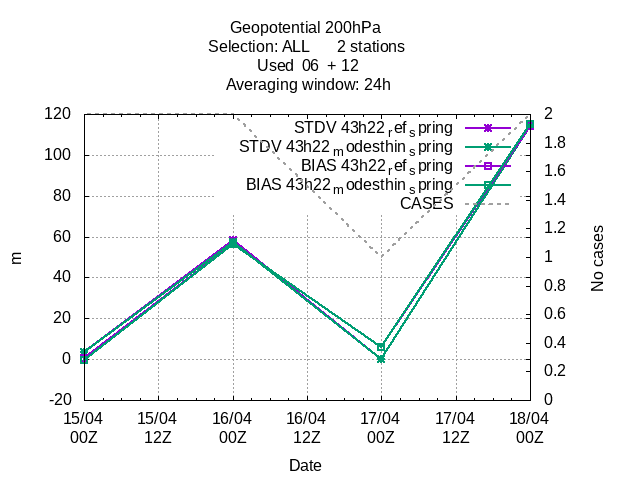 Geopotential 200hPa
Selection: ALL 2 stations
Used 06 + 12
Averaging window: 24h
120 2
STDV 43h22_ref_spring
STDV 43h22_modesthin_spring
BIAS 43h22_ref_spring
BIAS 43h22_modesthin_spring
CASES
100
80
60
40
20
0
-20
m
1.8
1.6
1.4
1.2
1
0.8
0.6
0.4
0.2
0
No cases
15/04 15/04 16/04 16/04 17/04 17/04 18/04
00Z 12Z 00Z 12Z 00Z 12Z 00Z
Date